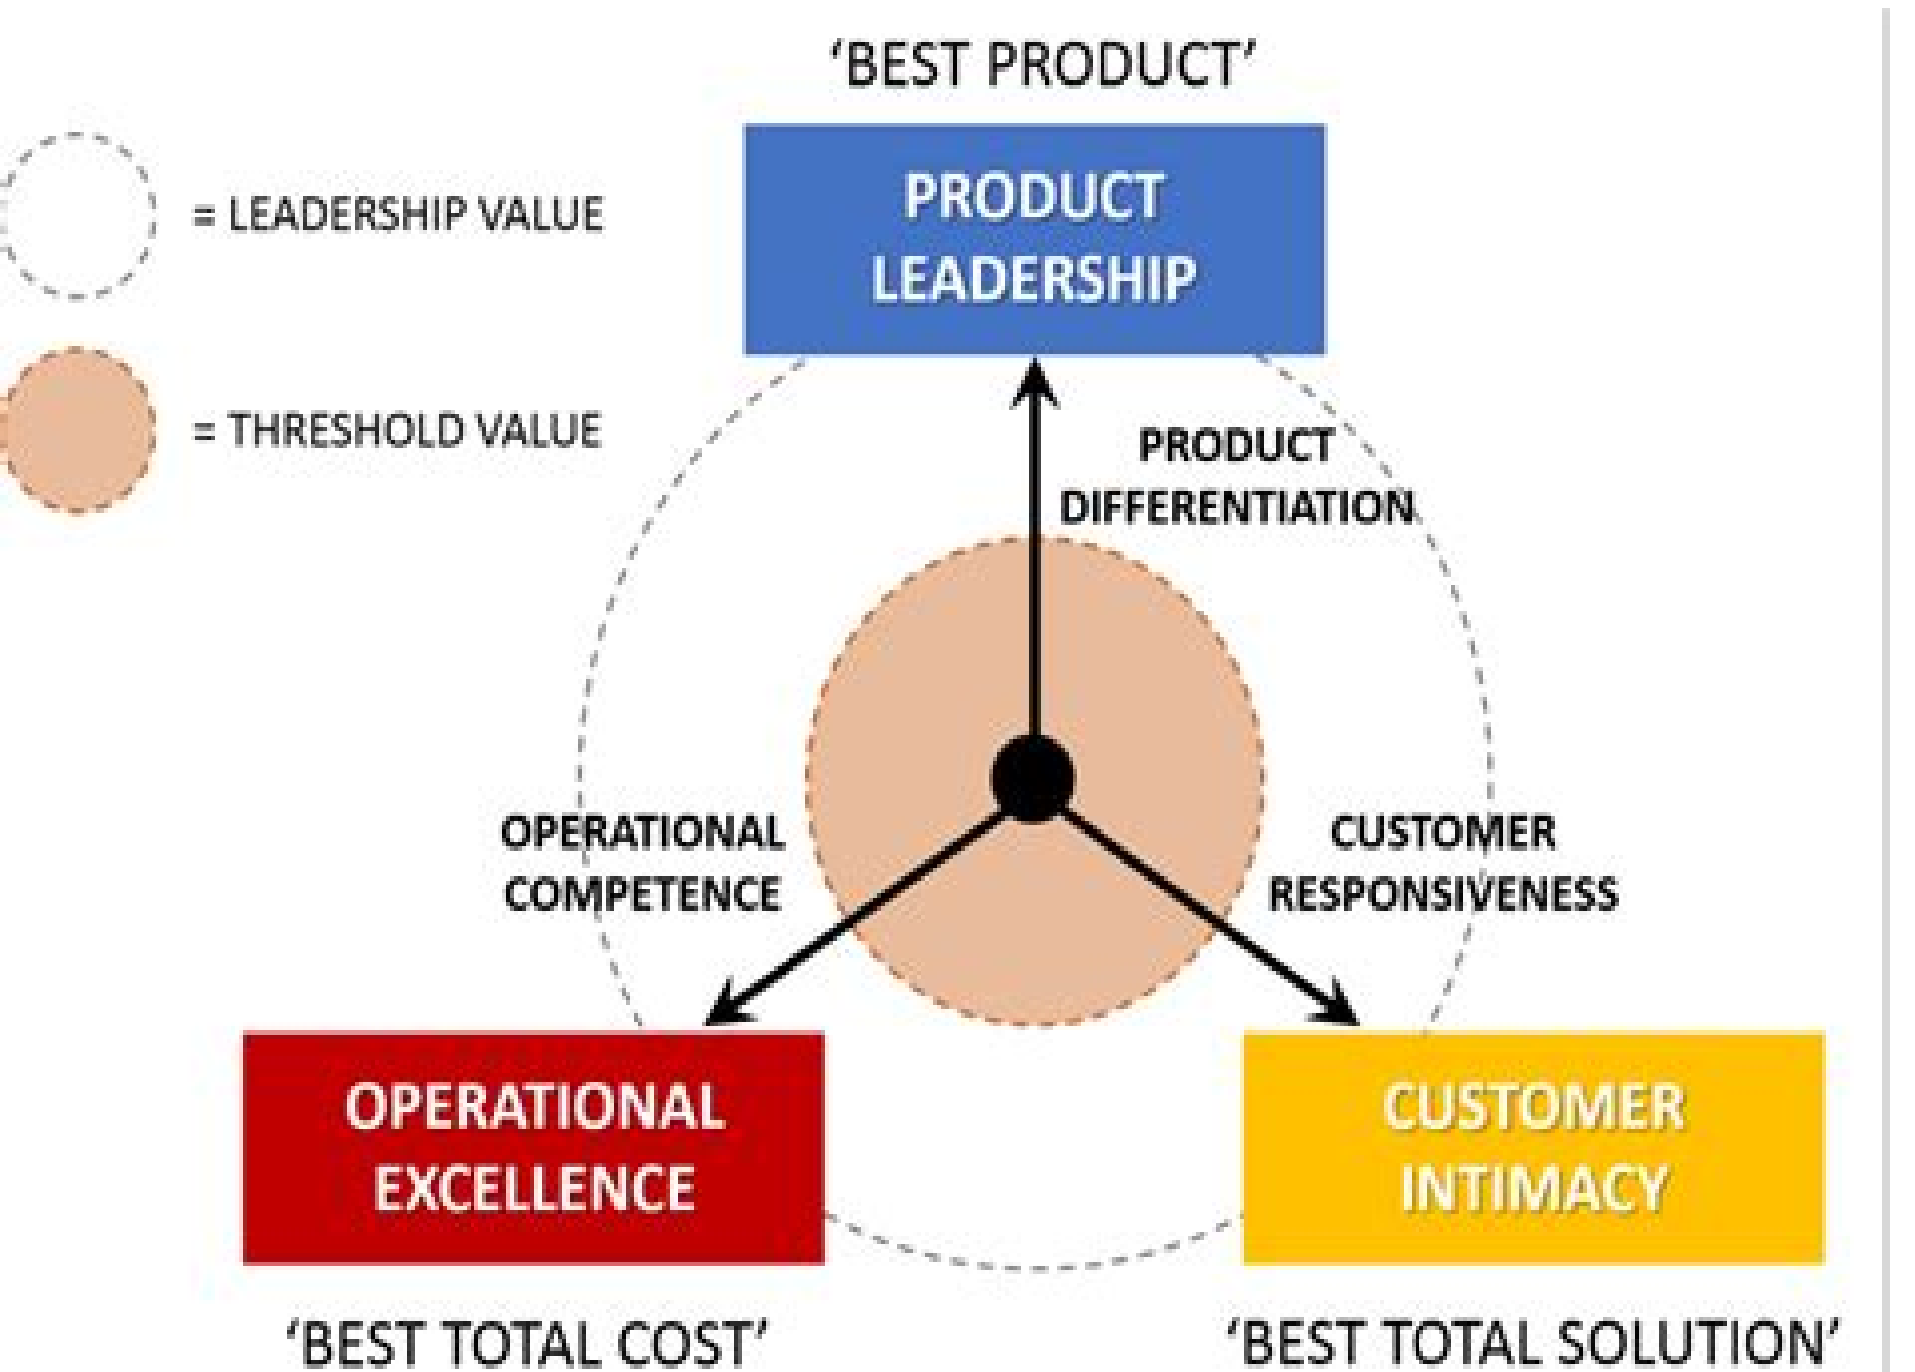 ‘BEST PRODUCT’
PRODUCT
LEADERSHIP
= LEADERSHIP VALUE
= THRESHOLD VALUE
PRODUCT
DIFFERENTIATION
OPERATIONAL
COMPETENCE
CUSTOMER
RESPONSIVENESS
OPERATIONAL
EXCELLENCE
CUSTOMER
INTIMACY
‘BEST TOTAL COST’
‘BEST TOTAL SOLUTION’